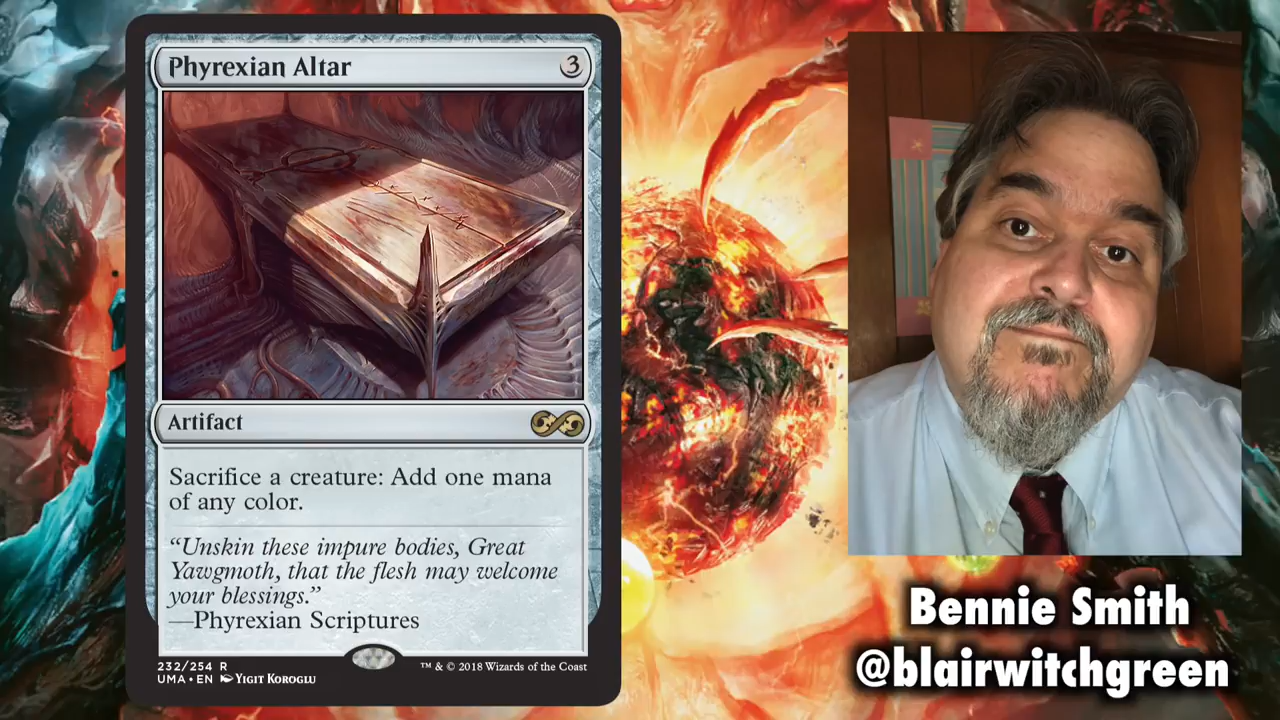 Phyrexian Altar 3
Artifact
Sacrifice a creature: Add one mana
of any color.
“Unskin these impure bodies, Great
Yawgmoth, that the flesh may welcome
your blessings.”
—Phyrexian Scriptures
232/254 R
UMA • EN YIGIT KOROGLU
™ & © 2018 Wizards of the Coast
Bennie Smith
@blairwitchgreen